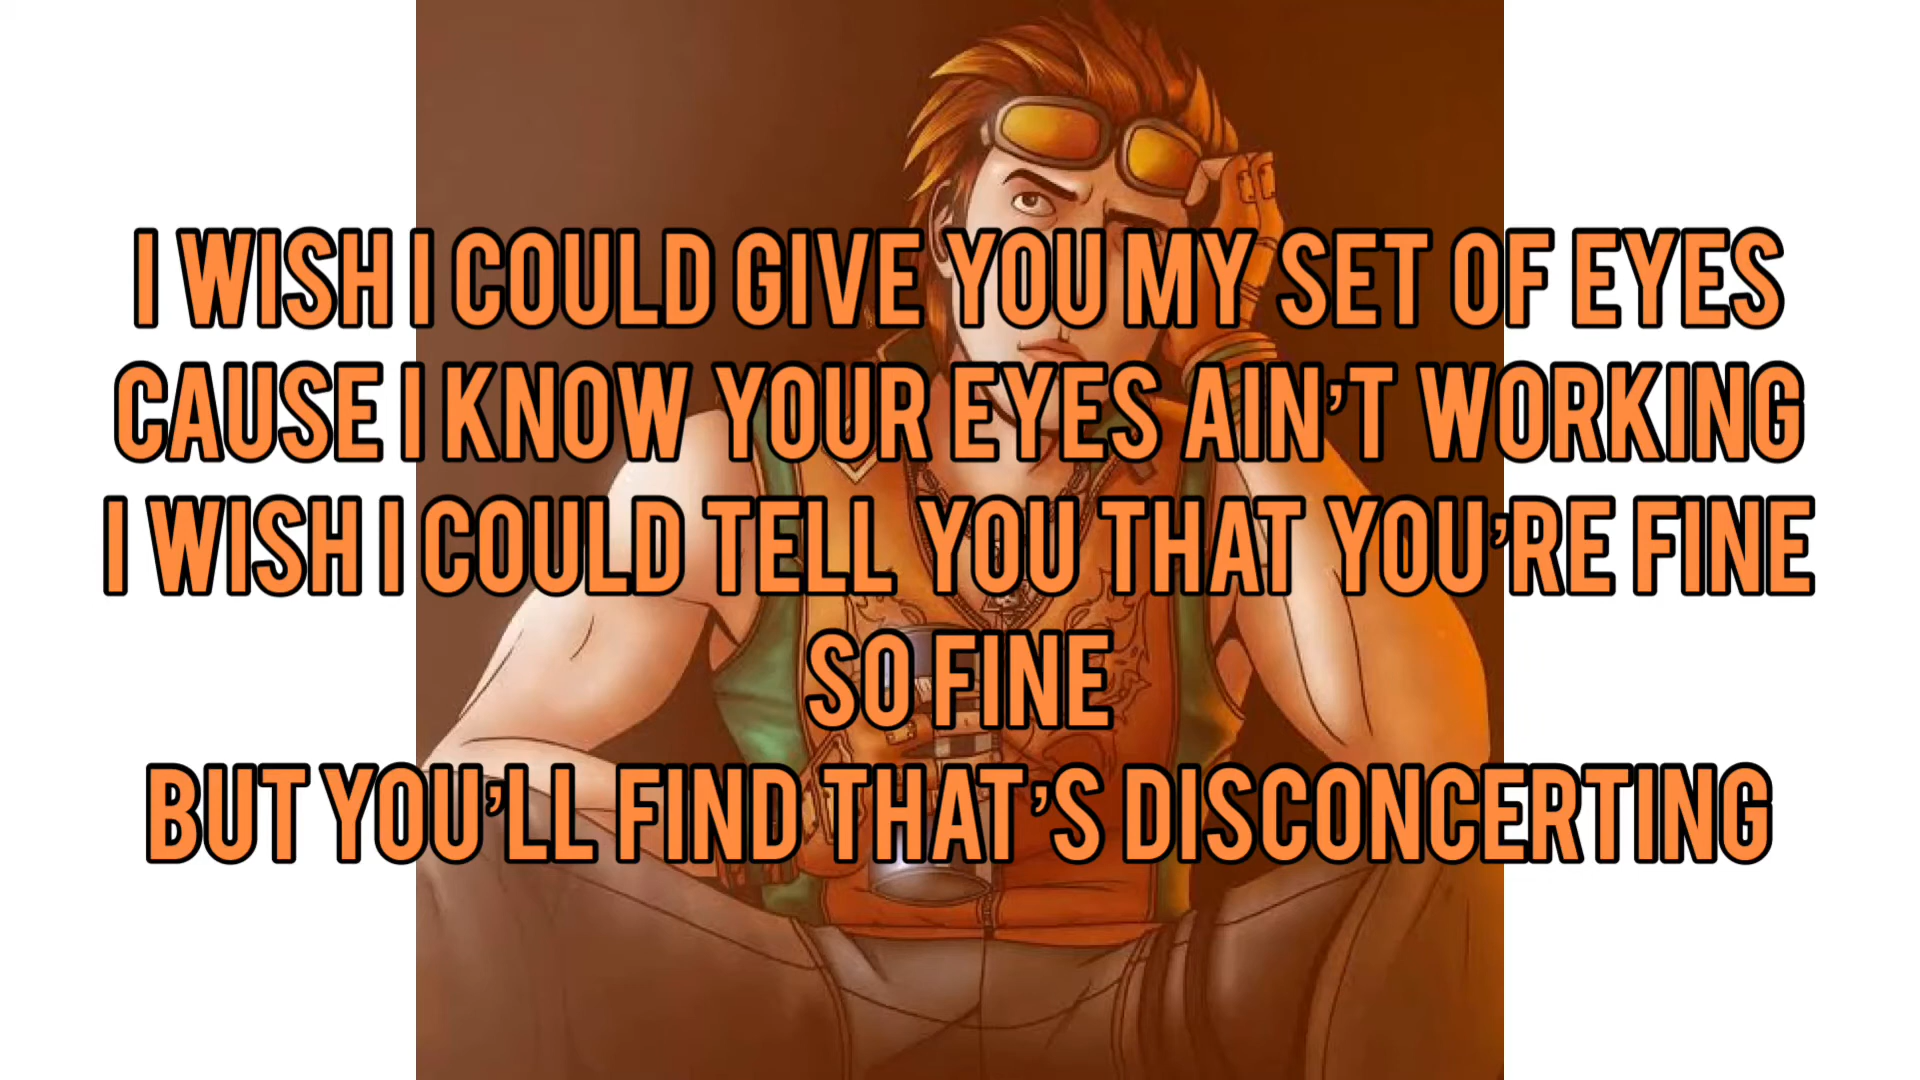 I WISH I COULD GIVE YOU MY SET OF EYES
CAUSE I KNOW YOUR EYES AIN'T WORKING
I WISH I COULD TELL YOU THAT YOU'RE FINE
SO FINE
BUT YOU'LL FIND THAT'S DISCONCERTING